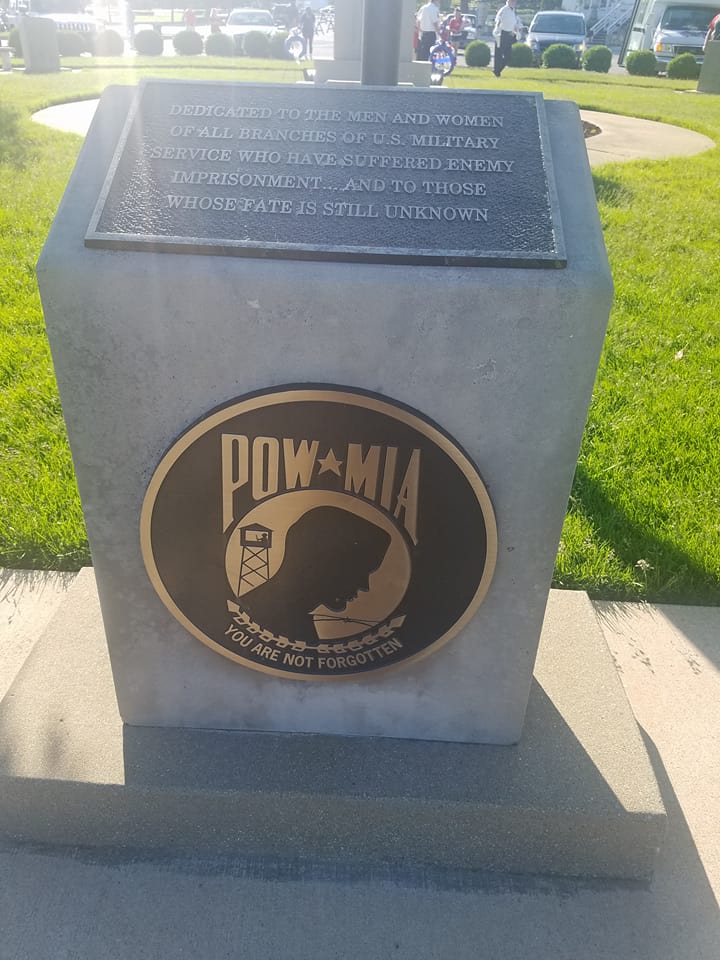 DEDICATED TO THE MEN AND WOMEN
OF ALL BRANCHES OF U.S. MILITARY
SERVICE WHO HAVE SUFFERED ENEMY
IMPRISONMENT....AND TO THOSE
WHOSE FATE IS STILL UNKNOWN
POW★MIA
YOU ARE NOT FORGOTTEN